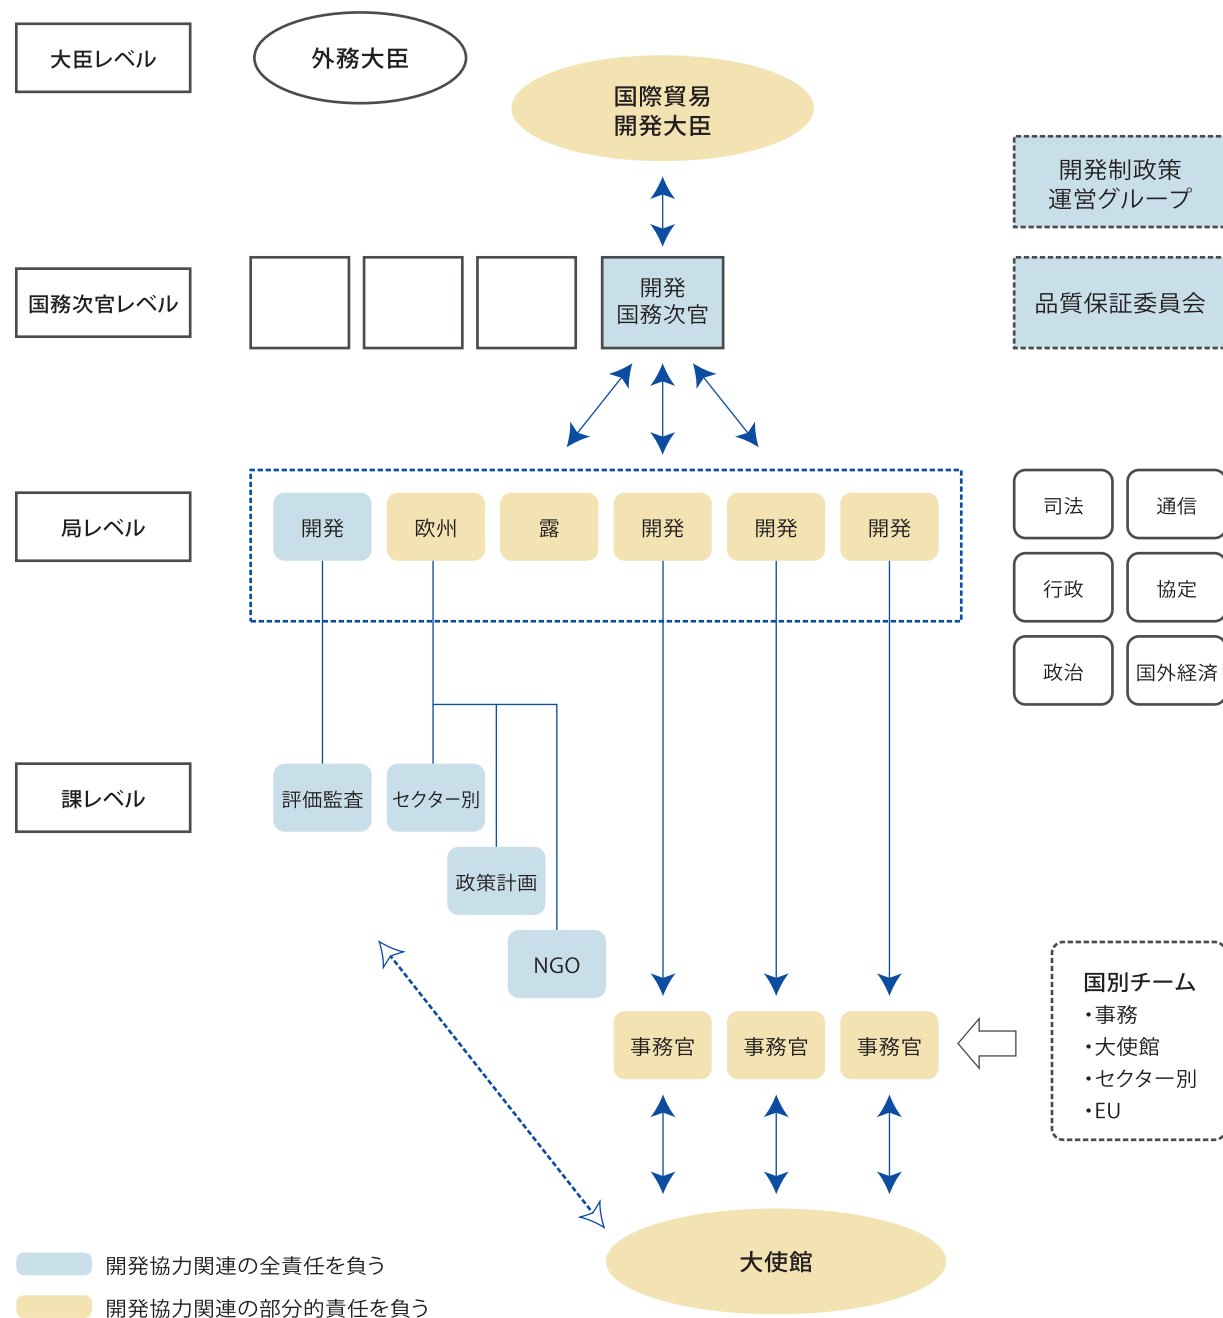 大臣レベル
外務大臣
国際貿易
開発大臣
開発制政策
運営グループ
国務次官レベル
開発
国務次官
品質保証委員会
局レベル
開発
欧州
露
開発
開発
開発
司法
通信
行政
協定
政治
国外経済
課レベル
評価監査
セクター別
政策計画
NGO
事務官
事務官
事務官
国別チーム
・事務
・大使館
・セクター別
・EU
大使館
開発協力関連の全責任を負う
開発協力関連の部分的責任を負う